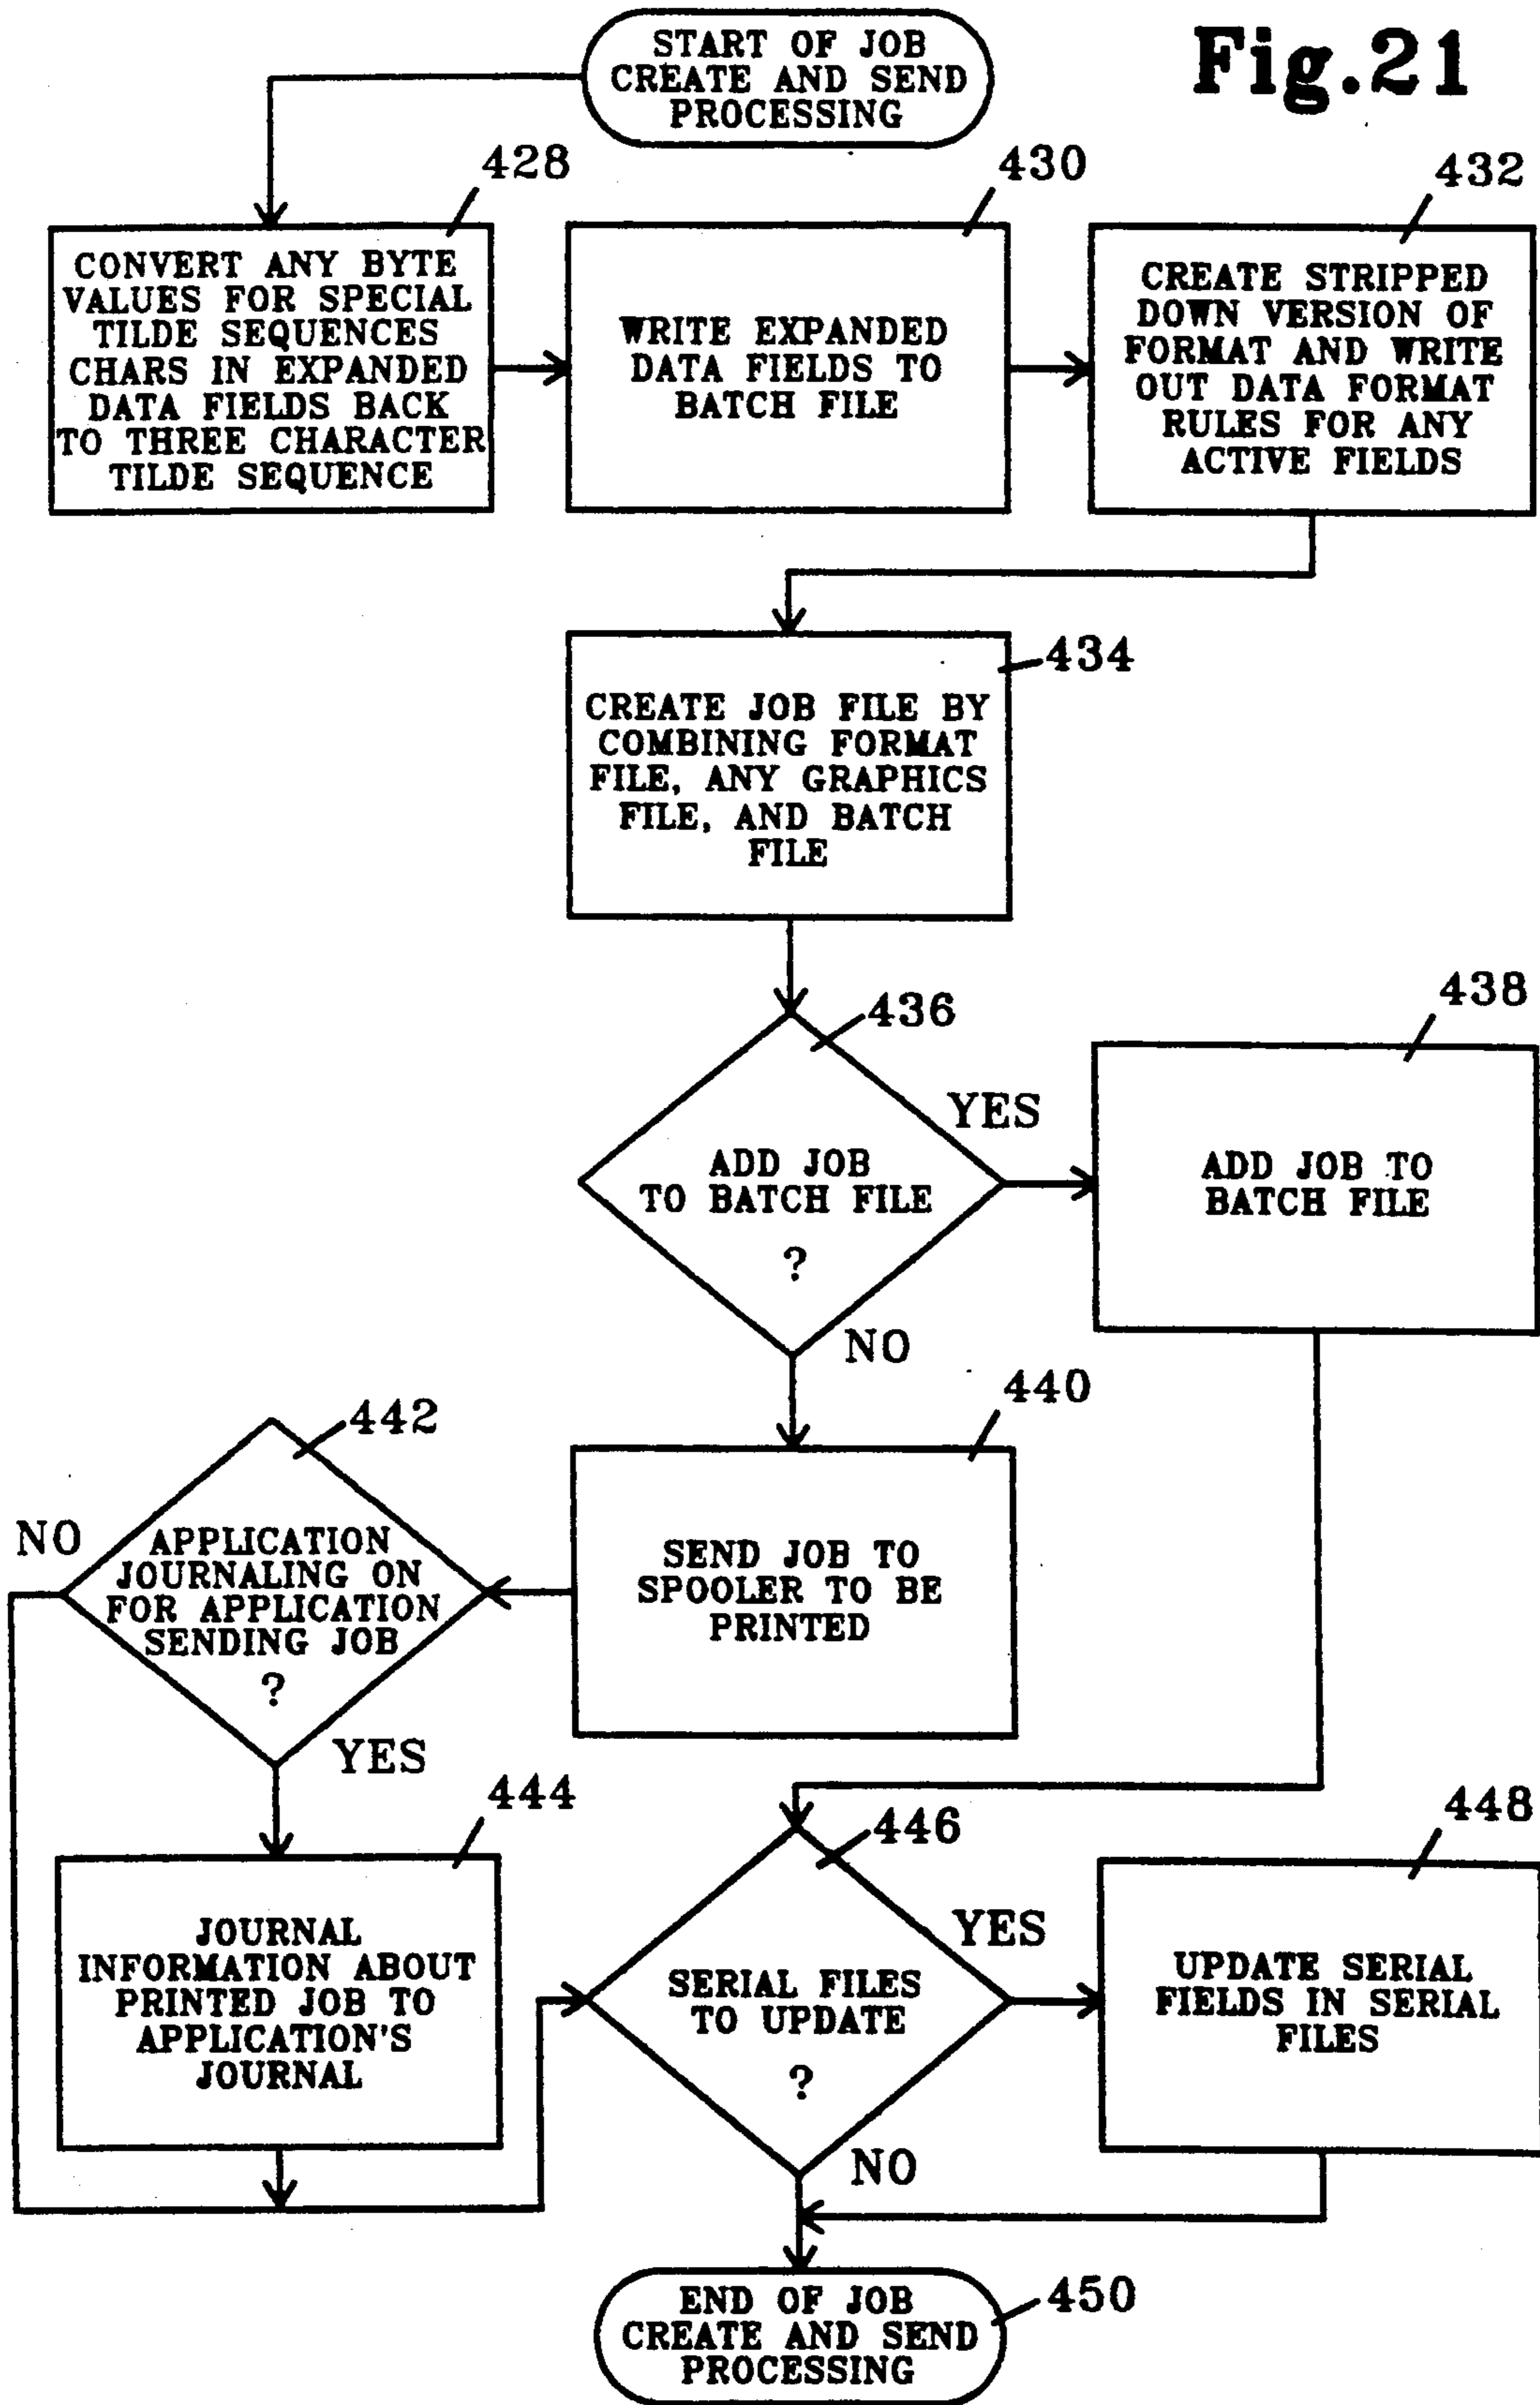 Fig.21
START OF JOB
CREATE AND SEND
PROCESSING
428
CONVERT ANY BYTE
VALUES FOR SPECIAL
TILDE SEQUENCES
CHARS IN EXPANDED
DATA FIELDS BACK
TO THREE CHARACTER
TILDE SEQUENCE
430
WRITE EXPANDED
DATA FIELDS TO
BATCH FILE
432
CREATE STRIPPED
DOWN VERSION OF
FORMAT AND WRITE
OUT DATA FORMAT
RULES FOR ANY
ACTIVE FIELDS
434
CREATE JOB FILE BY
COMBINING FORMAT
FILE, ANY GRAPHICS
FILE, AND BATCH
FILE
436
ADD JOB
TO BATCH FILE
?
YES
NO
438
ADD JOB TO
BATCH FILE
440
SEND JOB TO
SPOOLER TO BE
PRINTED
442
APPLICATION
JOURNALING ON
FOR APPLICATION
SENDING JOB
?
NO
YES
444
JOURNAL
INFORMATION ABOUT
PRINTED JOB TO
APPLICATION'S
JOURNAL
446
SERIAL FILES
TO UPDATE
?
YES
NO
448
UPDATE SERIAL
FIELDS IN SERIAL
FILES
450
END OF JOB
CREATE AND SEND
PROCESSING